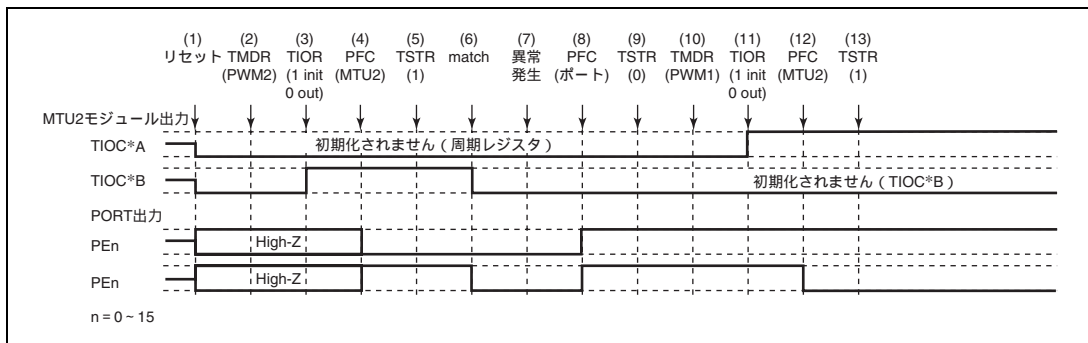 (1) (2) (3) (4) (5) (6) (7) (8) (9) (10) (11) (12) (13)
リセット TMDR TIOR PFC TSTR match 異常 PFC TSTR TMDR TIOR PFC TSTR
(PWM2) (1 init (MTU2) (1) 発生 (ポート) (0) (PWM1) (1 init (MTU2) (1)
0 out) 0 out)
MTU2モジュール出力
TIOC*A 初期化されません（周期レジスタ）
TIOC*B 初期化されません（TIOC*B）
PORT出力
PEn High-Z
PEn High-Z
n = 0 ~ 15